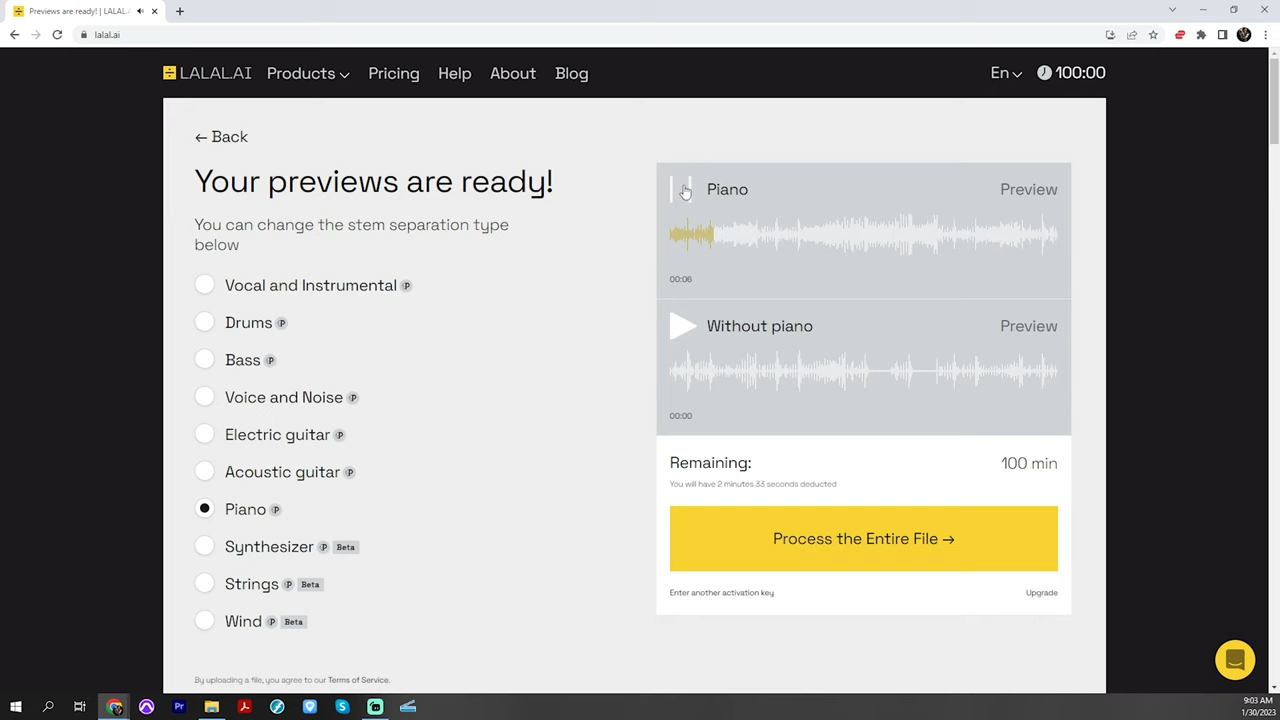 Previews are ready! | LALAL.A
lalal.ai
LALAL.AI Products Pricing Help About Blog En 100:00
← Back
Your previews are ready!
You can change the stem separation type
below
Vocal and Instrumental P
Drums P
Bass P
Voice and Noise P
Electric guitar P
Acoustic guitar P
Piano P
Synthesizer P Beta
Strings P Beta
Wind P Beta
By uploading a file, you agree to our Terms of Service.
Piano Preview
00:06
Without piano Preview
00:00
Remaining: 100 min
You will have 2 minutes 33 seconds deducted
Process the Entire File →
Enter another activation key Upgrade
Pr
9:03 AM
1/30/2023